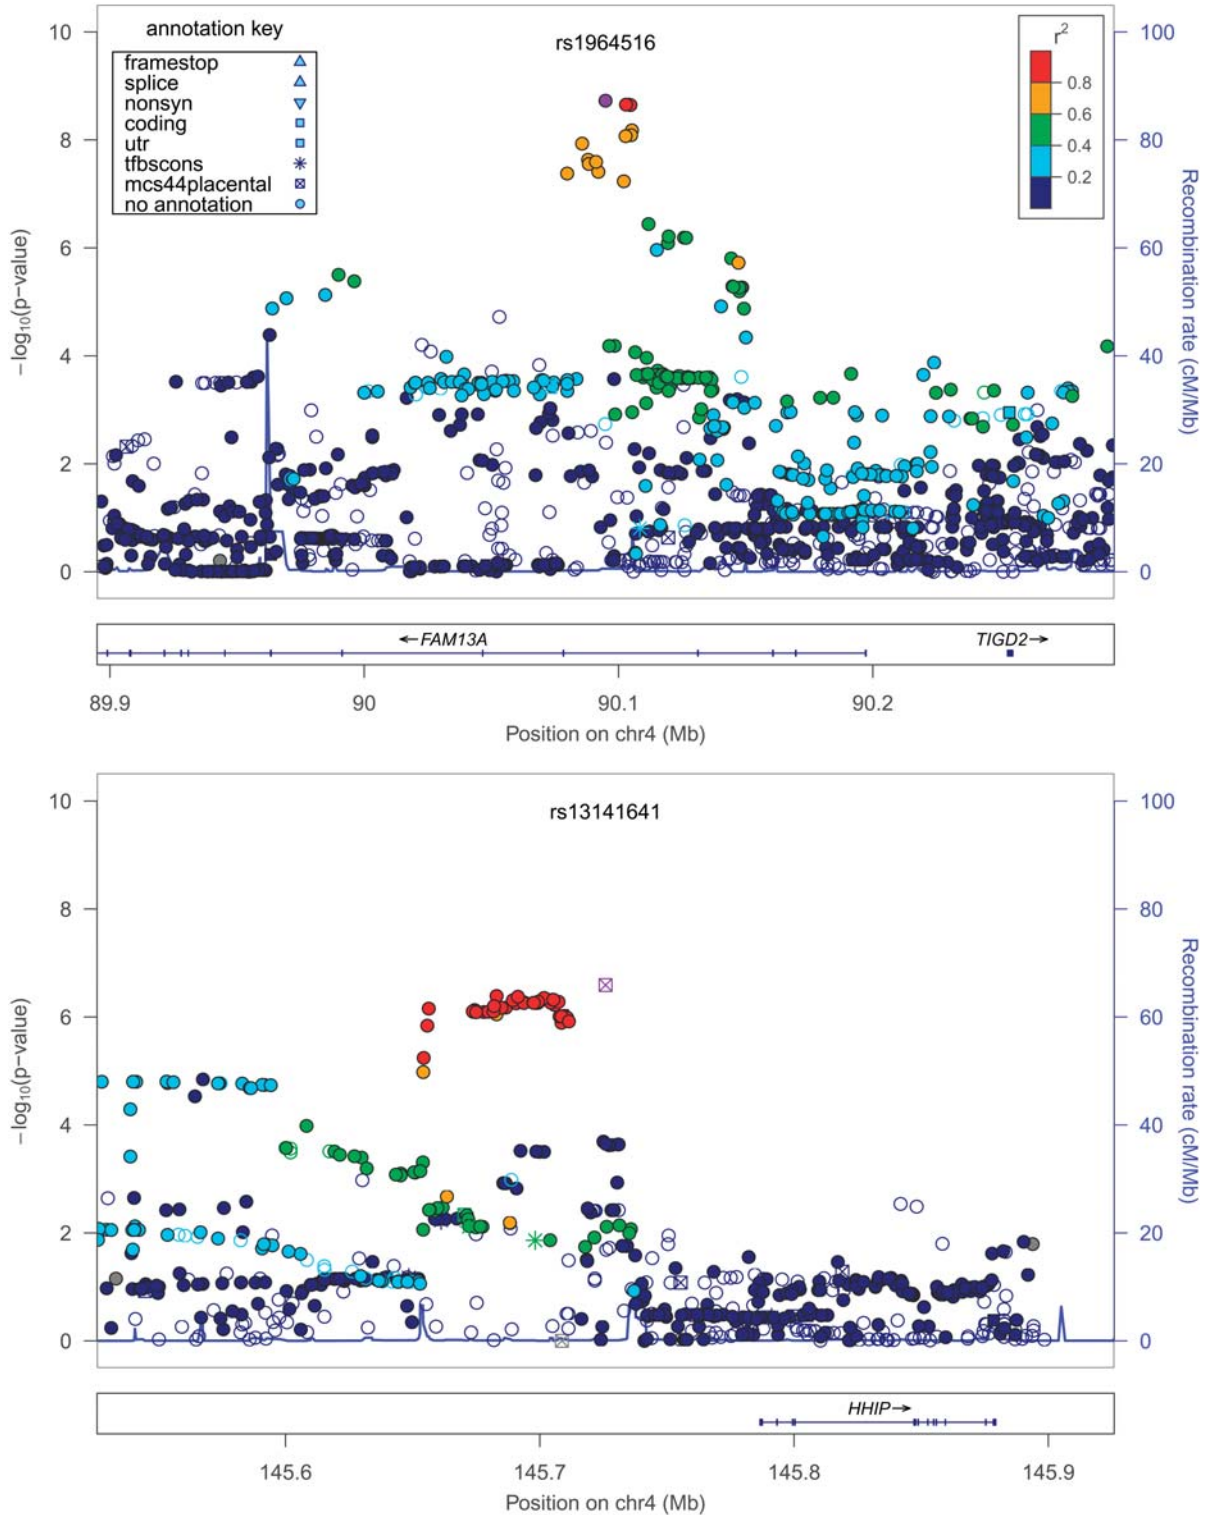 annotation key
framestop
splice
nonsyn
coding
utr
tfbscons
mcs44placental
no annotation
rs1964516
r²
0.8
0.6
0.4
0.2
10
8
6
4
2
0
−log₁₀(p−value)
100
80
60
40
20
0
Recombination rate (cM/Mb)
←FAM13A
TIGD2→
89.9
90
90.1
90.2
Position on chr4 (Mb)
rs13141641
10
8
6
4
2
0
−log₁₀(p−value)
100
80
60
40
20
0
Recombination rate (cM/Mb)
HHIP→
145.6
145.7
145.8
145.9
Position on chr4 (Mb)